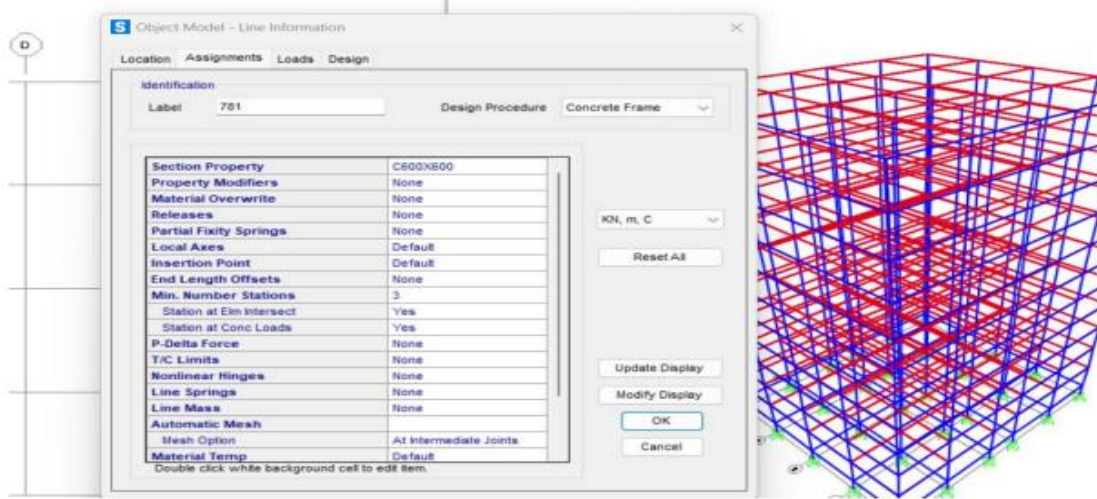 D
S Object Model - Line Information
Location Assignments Loads Design
Identification
Label 781 Design Procedure Concrete Frame
Section Property C600X600
Property Modifiers None
Material Overwrite None
Releases None
Partial Fixity Springs None
Local Axes Default
Insertion Point Default
End Length Offsets None
Min. Number Stations 3
Station at Elm Intersect Yes
Station at Conc Loads Yes
P-Delta Force None
T/C Limits None
Nonlinear Hinges None
Line Springs None
Line Mass None
Automatic Mesh
Mesh Option At Intermediate Joints
Material Temp Default
Double click white background cell to edit item.
KN, m, C
Reset All
Update Display
Modify Display
OK
Cancel